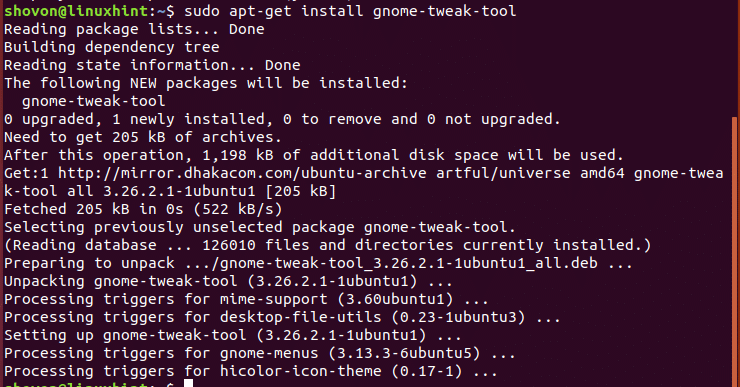 shovon@linuxhint:~$ sudo apt-get install gnome-tweak-tool
Reading package lists... Done
Building dependency tree
Reading state information... Done
The following NEW packages will be installed:
  gnome-tweak-tool
0 upgraded, 1 newly installed, 0 to remove and 0 not upgraded.
Need to get 205 kB of archives.
After this operation, 1,198 kB of additional disk space will be used.
Get:1 http://mirror.dhakacom.com/ubuntu-archive artful/universe amd64 gnome-twea
k-tool all 3.26.2.1-1ubuntu1 [205 kB]
Fetched 205 kB in 0s (522 kB/s)
Selecting previously unselected package gnome-tweak-tool.
(Reading database ... 126010 files and directories currently installed.)
Preparing to unpack .../gnome-tweak-tool_3.26.2.1-1ubuntu1_all.deb ...
Unpacking gnome-tweak-tool (3.26.2.1-1ubuntu1) ...
Processing triggers for mime-support (3.60ubuntu1) ...
Processing triggers for desktop-file-utils (0.23-1ubuntu3) ...
Setting up gnome-tweak-tool (3.26.2.1-1ubuntu1) ...
Processing triggers for gnome-menus (3.13.3-6ubuntu5) ...
Processing triggers for hicolor-icon-theme (0.17-1) ...
shovon@linuxhint:~$